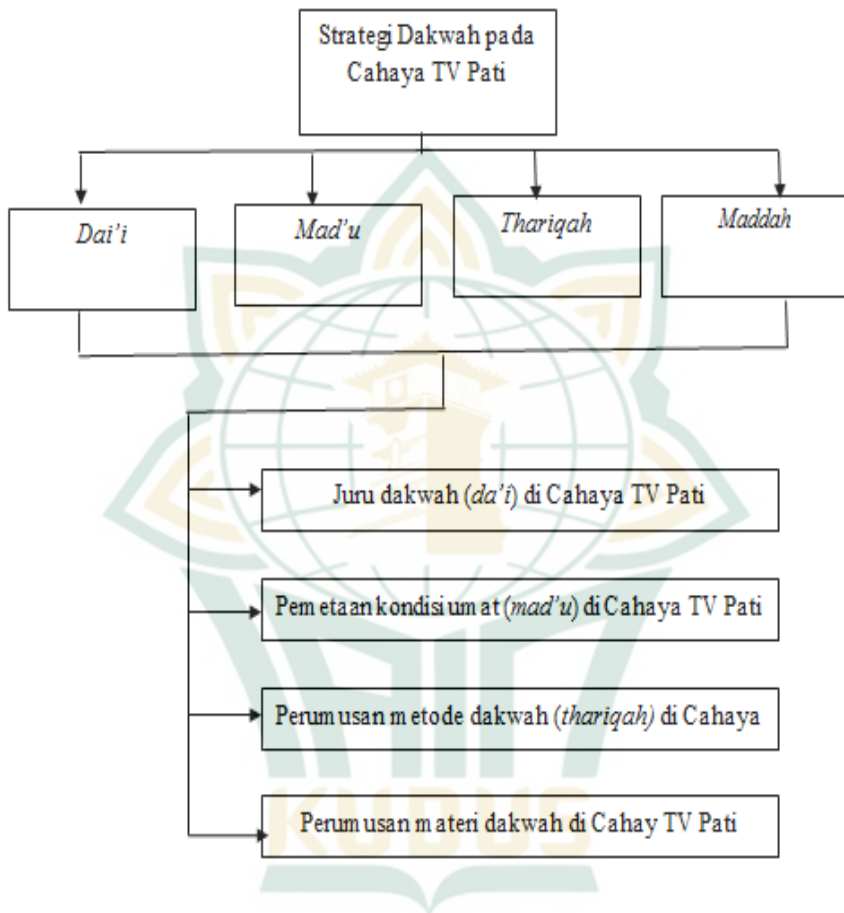 Strategi Dakwah pada
Cahaya TV Pati
Dai'i
Mad'u
Thariqah
Maddah
Juru dakwah (da'i) di Cahaya TV Pati
Pemetaan kondisi umat (mad'u) di Cahaya TV Pati
Perumusan metode dakwah (thariqah) di Cahaya
Perumusan materi dakwah di Cahay TV Pati
KUDUS